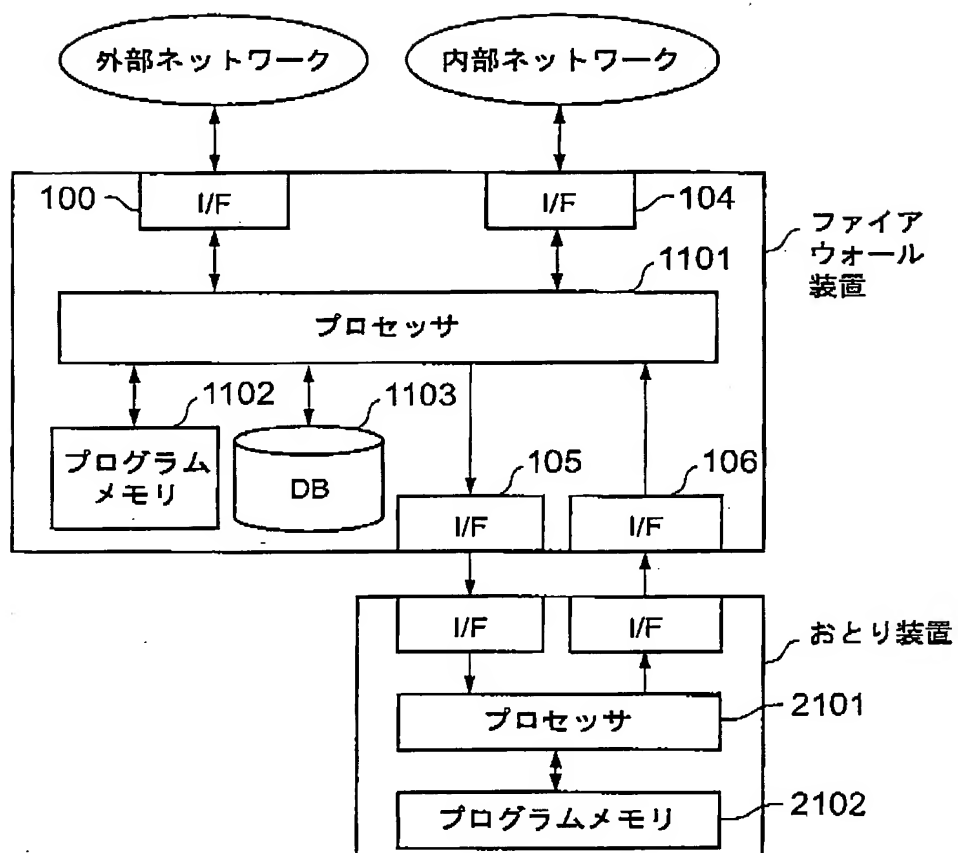 外部ネットワーク
内部ネットワーク
100
I/F
I/F
104
ファイア
ウォール
装置
1101
プロセッサ
1102
1103
プログラム
メモリ
DB
105
106
I/F
I/F
I/F
I/F
おとり装置
プロセッサ
2101
プログラムメモリ
2102